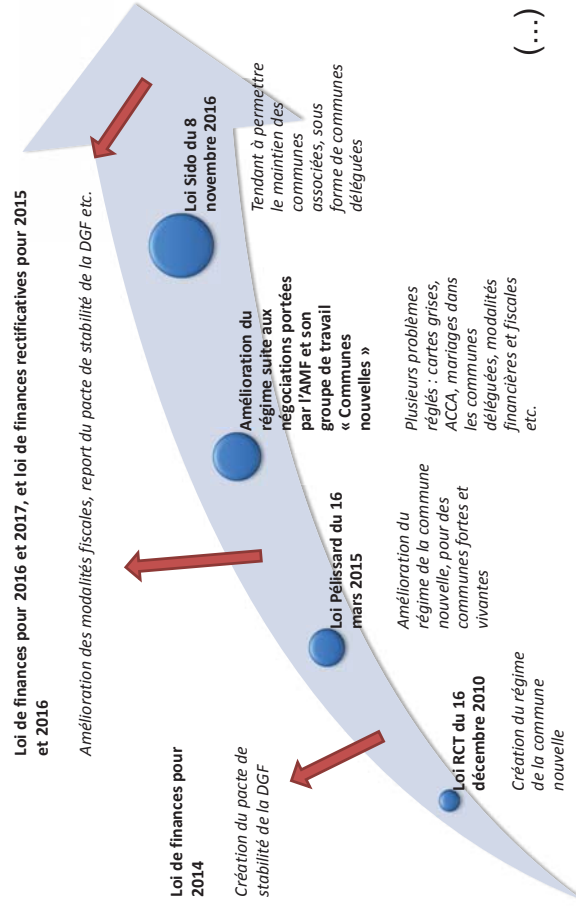 Loi de finances pour 2016 et 2017, et loi de finances rectificatives pour 2015
et 2016
Amélioration des modalités fiscales, report du pacte de stabilité de la DGF etc.
Loi de finances pour
2014
Création du pacte de
stabilité de la DGF
Loi RCT du 16
décembre 2010
Création du régime
de la commune
nouvelle
Loi Pélissard du 16
mars 2015
Amélioration du
régime de la commune
nouvelle, pour des
communes fortes et
vivantes
Amélioration du
régime suite aux
négociations portées
par l'AMF et son
groupe de travail
« Communes
nouvelles »
Plusieurs problèmes
réglés : cartes grises,
ACCA, mariages dans
les communes
déléguées, modalités
financières et fiscales
etc.
Loi Sido du 8
novembre 2016
Tendant à permettre
le maintien des
communes
associées, sous
forme de communes
déléguées
(...)